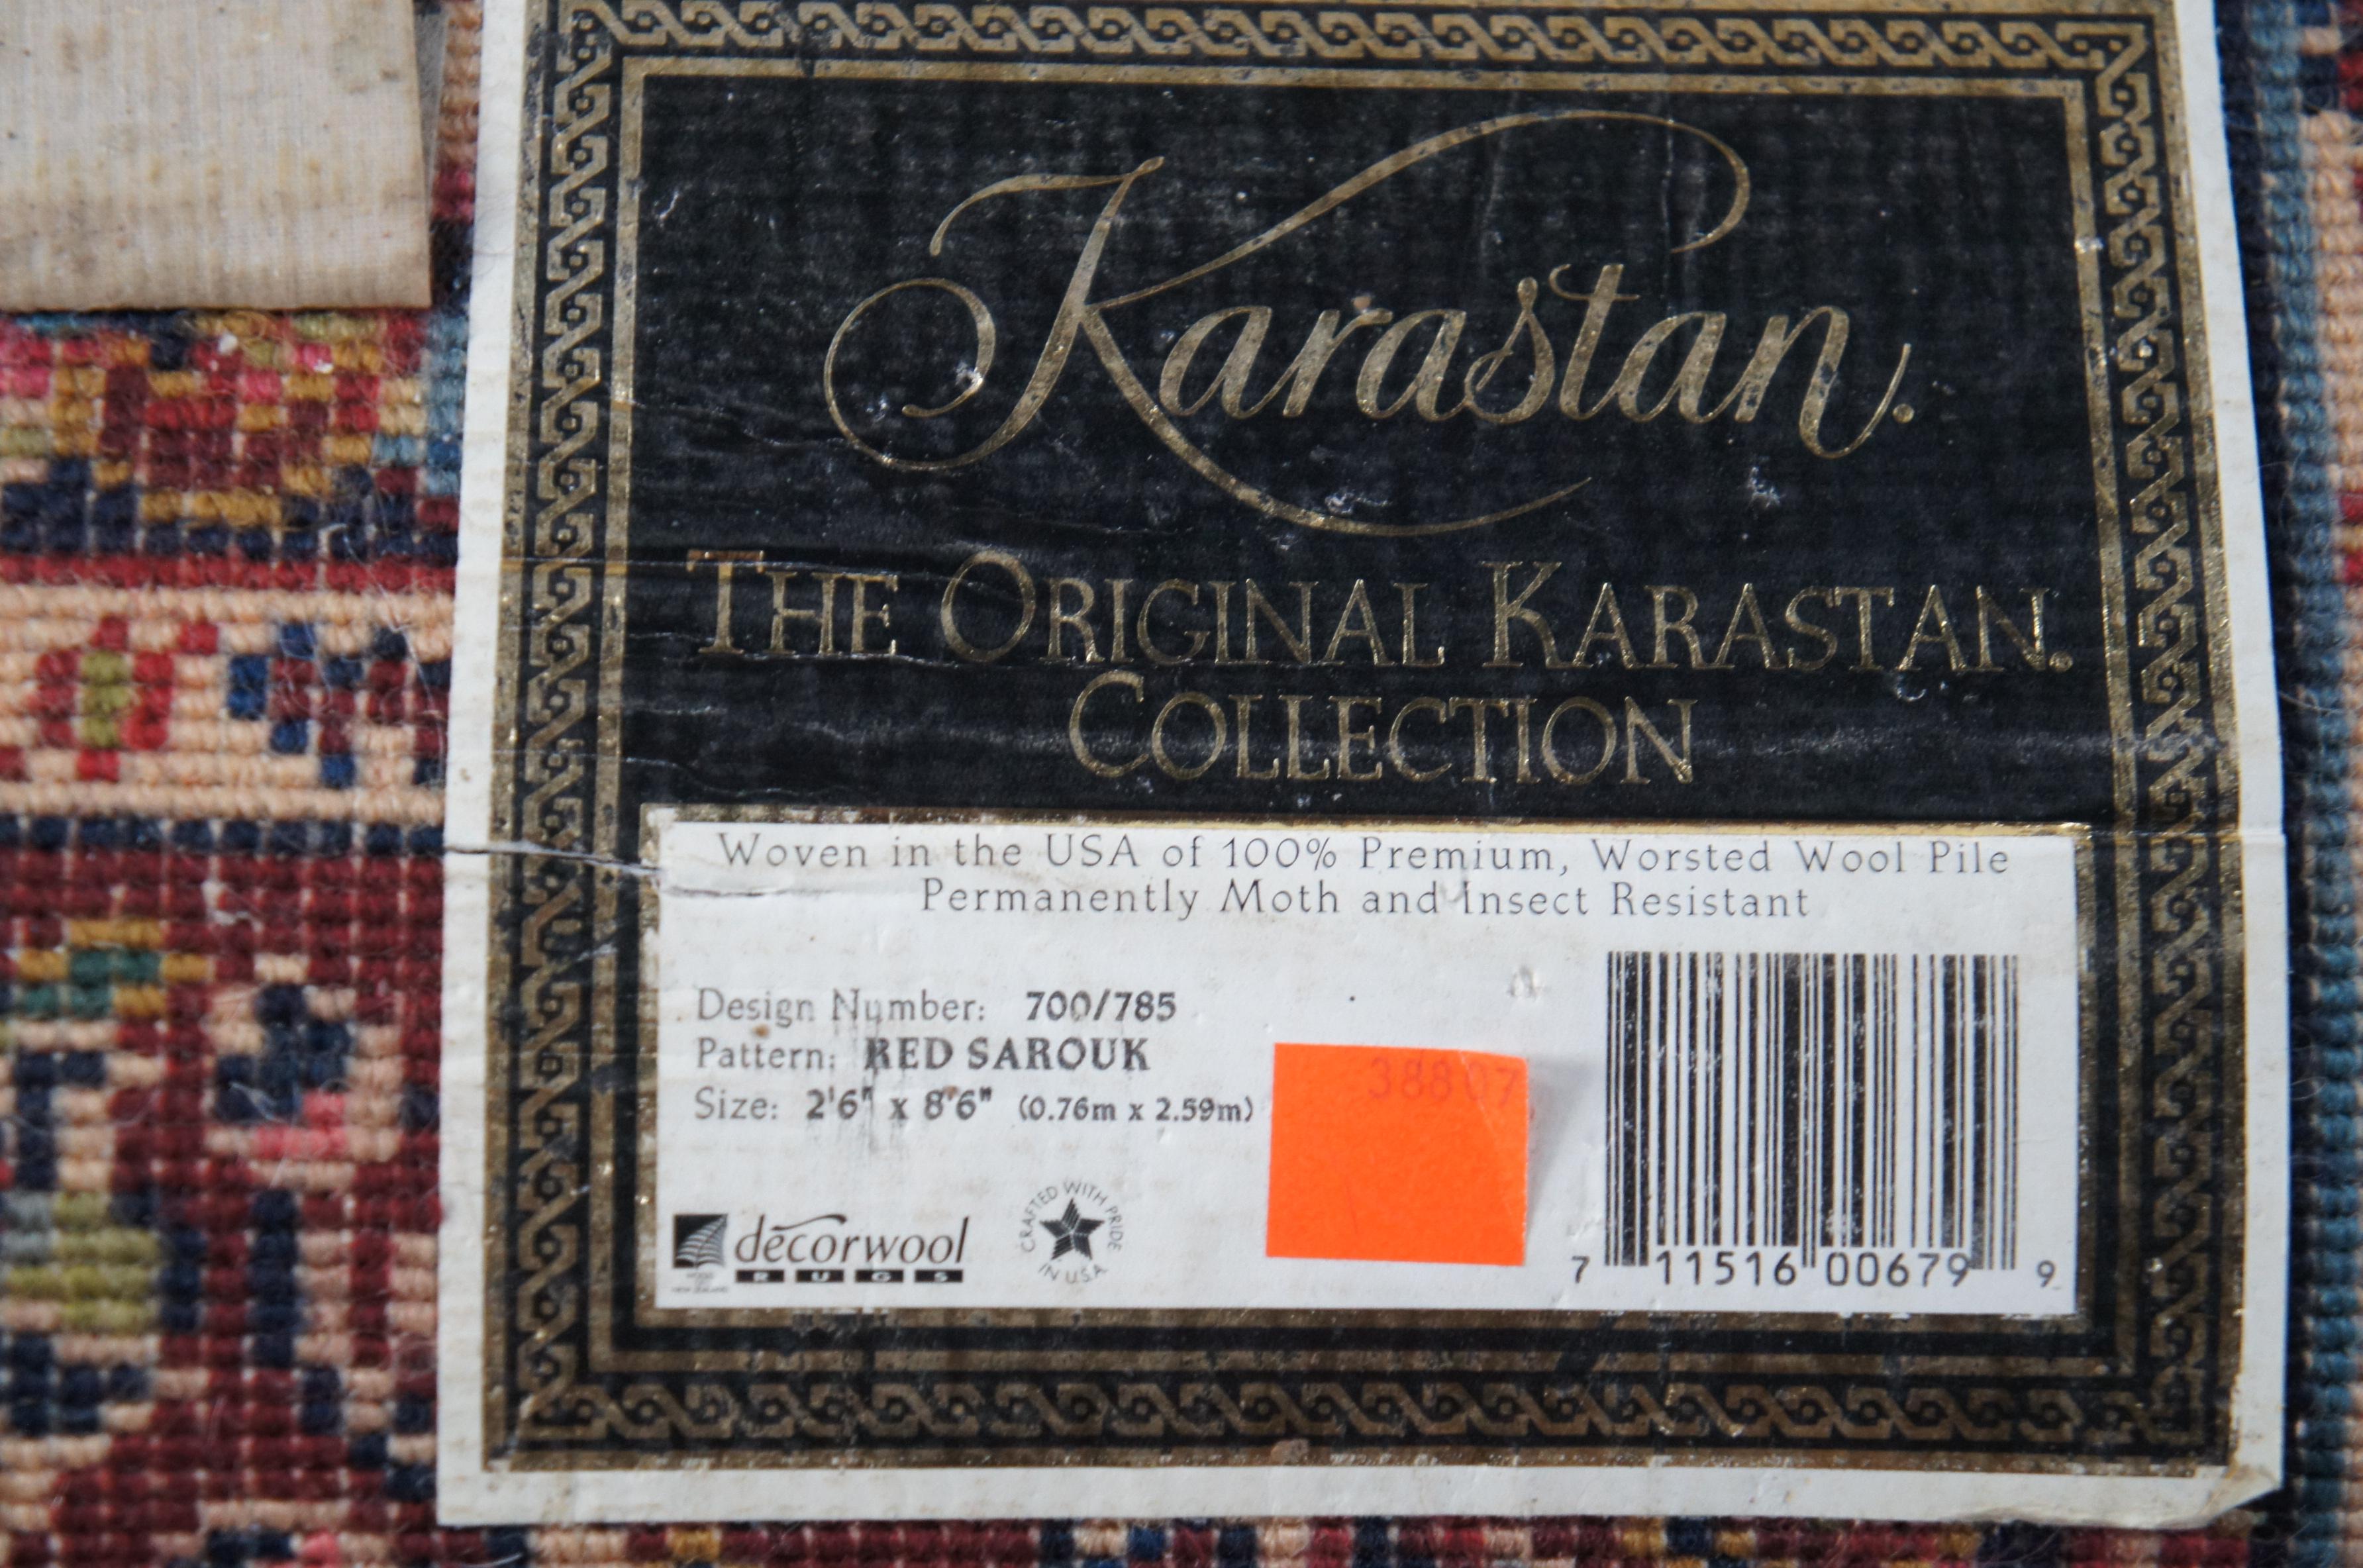 Karastan.
THE ORIGINAL KARASTAN.
COLLECTION
Woven in the USA of 100% Premium, Worsted Wool Pile
Permanently Moth and Insect Resistant
Design Number: 700/785
Pattern: RED SAROUK
Size: 2'6" x 8'6" (0.76m x 2.59m)
38807
decorwool
RUGS
CRAFTED WITH PRIDE
IN U.S.A
7 11516 00679 9